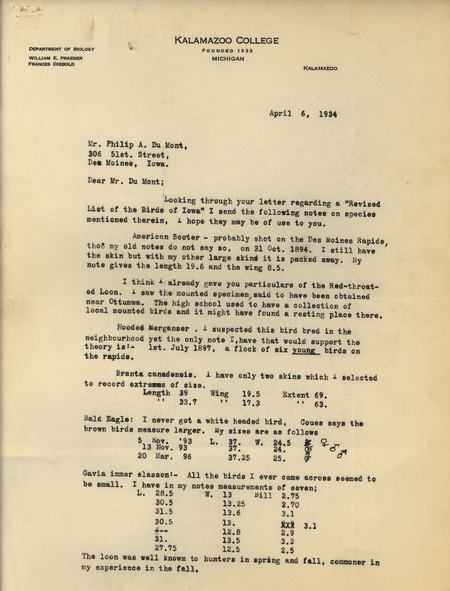 KALAMAZOO COLLEGE
FOUNDED 1833
MICHIGAN
DEPARTMENT OF BIOLOGY
WILLIAM E. PRAEGER
FRANCES DIEBOLD
KALAMAZOO
April 6, 1934
Mr. Philip A. Du Mont,
306 51st. Street,
Des Moines, Iowa.
Dear Mr. Du Mont;
Looking through your letter regarding a "Revised
List of the Birds of Iowa" I send the following notes on species
mentioned therein, I hope they may be of use to you.
American Scoter - probably shot on the Des Moines Rapids,
tho my old notes do not say so, on 31 Oct. 1894. I still have
the skin but with my other large skins it is packed away. My
note gives the length 19.6 and the wing 8.5.
I think I already gave you particulars of the Red-throat-
ed Loon. I saw the mounted specimen said to have been obtained
near Ottumwa. The high school used to have a collection of
local mounted birds and it might have found a resting place there.
Hooded Merganser . I suspected this bird bred in the
neighbourhood yet the only note I have that would support the
theory is:- 1st. July 1897, a flock of six young birds on
the rapids.
Branta canadensis. I have only two skins which I selected
to record extremes of size.
Length 39 Wing 19.5 Extent 69.
" 33.7 " 17.3 " 63.
Bald Eagle: I never got a white headed bird, Coues says the
brown birds measure larger. My sizes are as follows
5 Nov. '93 L. 37. W. 24.5 ♀
13 Nov. 93 37. 24. ♂
20 Mar. 96 37.25 25. ♂
Gavia immer elasson:- All the birds I ever came across seemed to
be small. I have in my notes measurements of seven;
L. 28.5 W. 13 Bill 2.75
30.5 13.25 2.70
31.5 13.6 3.1
30.5 13. 3.1
--- 12.8 2.9
31. 13.5 3.2
27.75 12.5 2.5
The loon was well known to hunters in spring and fall, commoner in
my experience in the fall.